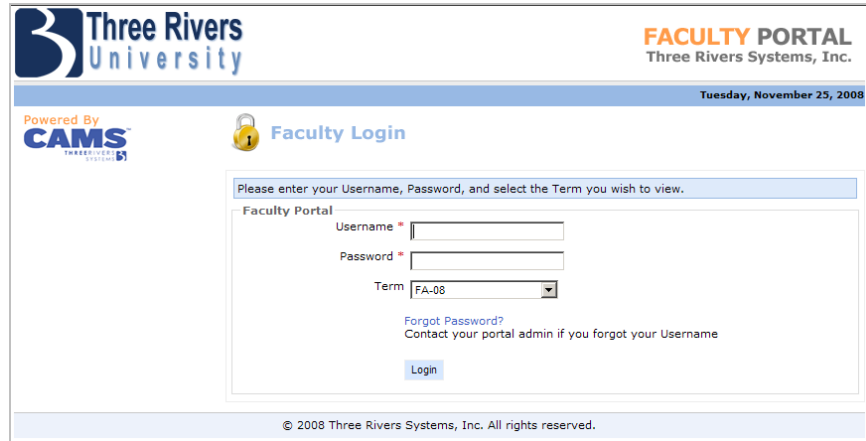 Three Rivers
University
FACULTY PORTAL
Three Rivers Systems, Inc.
Tuesday, November 25, 2008
Powered By
CAMS™
THREERIVERS
SYSTEMS
Faculty Login
Please enter your Username, Password, and select the Term you wish to view.
Faculty Portal
Username *
Password *
Term FA-08
Forgot Password?
Contact your portal admin if you forgot your Username
Login
© 2008 Three Rivers Systems, Inc. All rights reserved.